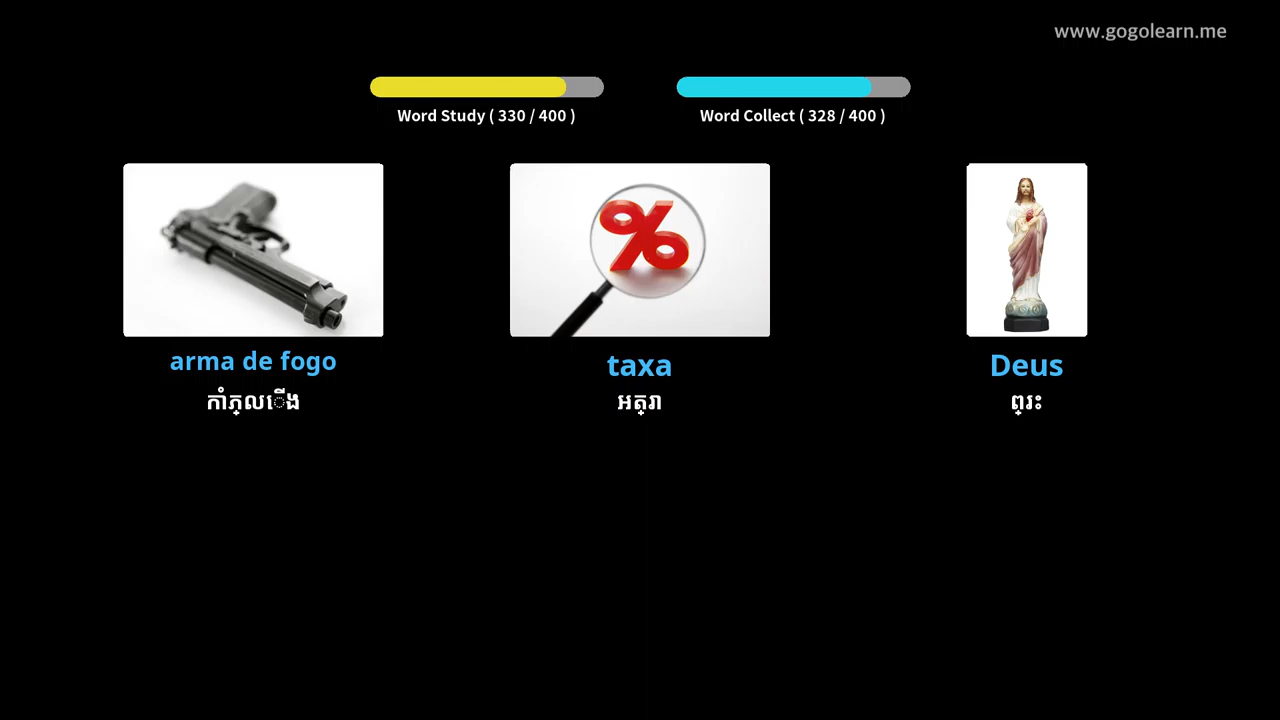 www.gogolearn.me
Word Study ( 330 / 400 )
Word Collect ( 328 / 400 )
arma de fogo
taxa
Deus
កាំភ្លើង
អត្រា
ព្រះ